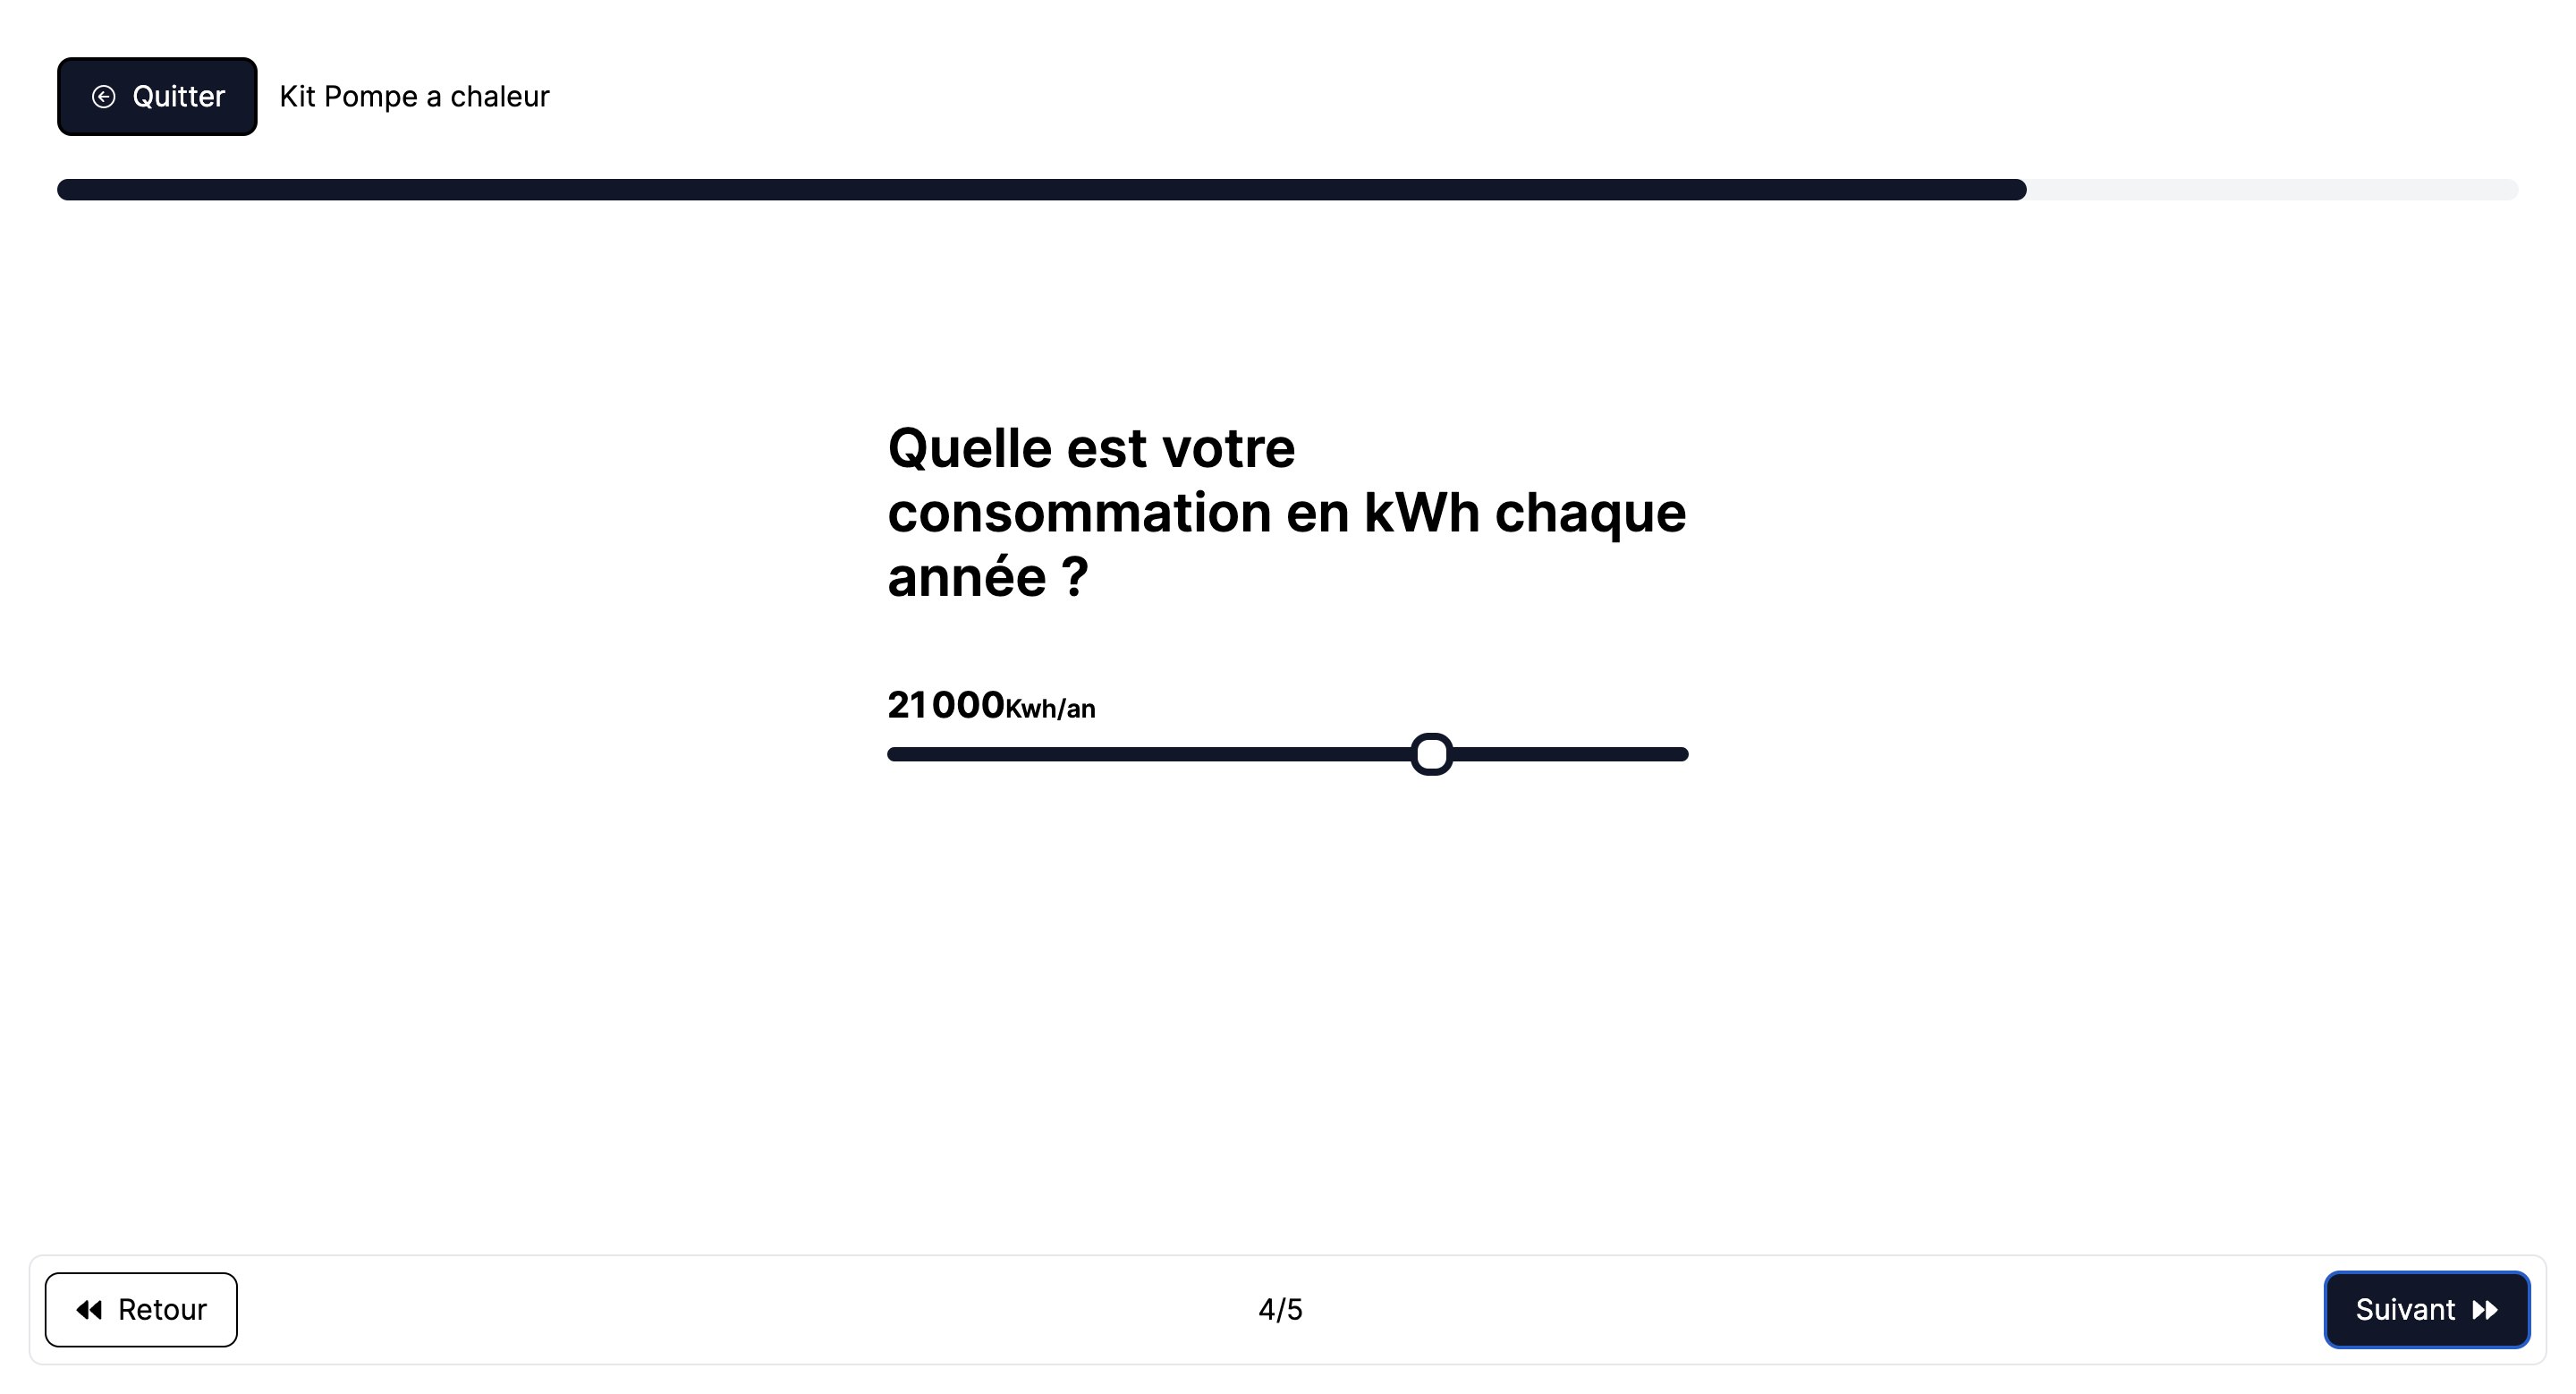 Quitter
Kit Pompe a chaleur
Quelle est votre
consommation en kWh chaque
année ?
21 000Kwh/an
Retour
4/5
Suivant